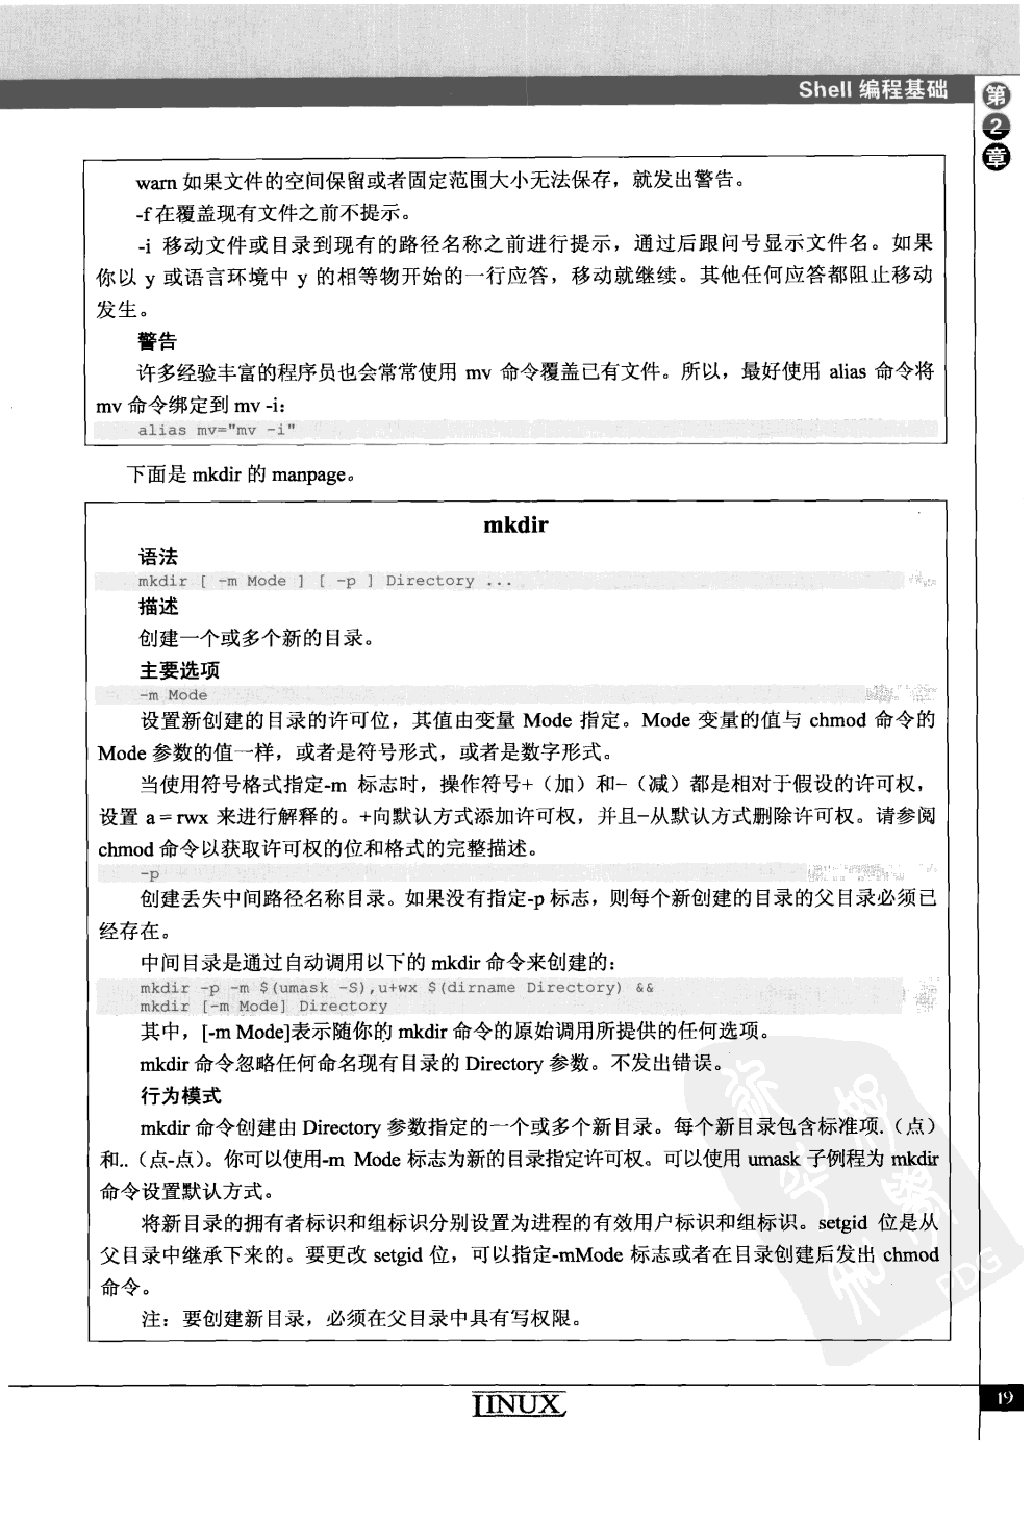 Shell 编程基础
第2章
warn 如果文件的空间保留或者固定范围大小无法保存，就发出警告。
-f 在覆盖现有文件之前不提示。
-i 移动文件或目录到现有的路径名称之前进行提示，通过后跟问号显示文件名。如果
你以 y 或语言环境中 y 的相等物开始的一行应答，移动就继续。其他任何应答都阻止移动
发生。
警告
许多经验丰富的程序员也会常常使用 mv 命令覆盖已有文件。所以，最好使用 alias 命令将
mv 命令绑定到 mv -i：
alias mv="mv -i"
下面是 mkdir 的 manpage。
mkdir
语法
mkdir [ -m Mode ] [ -p ] Directory ...
描述
创建一个或多个新的目录。
主要选项
-m Mode
设置新创建的目录的许可位，其值由变量 Mode 指定。Mode 变量的值与 chmod 命令的
Mode 参数的值一样，或者是符号形式，或者是数字形式。
当使用符号格式指定-m 标志时，操作符号+（加）和−（减）都是相对于假设的许可权，
设置 a = rwx 来进行解释的。+向默认方式添加许可权，并且−从默认方式删除许可权。请参阅
chmod 命令以获取许可权的位和格式的完整描述。
-p
创建丢失中间路径名称目录。如果没有指定-p 标志，则每个新创建的目录的父目录必须已
经存在。
中间目录是通过自动调用以下的 mkdir 命令来创建的：
mkdir -p -m $(umask -S),u+wx $(dirname Directory) &&
mkdir [-m Mode] Directory
其中，[-m Mode]表示随你的 mkdir 命令的原始调用所提供的任何选项。
mkdir 命令忽略任何命名现有目录的 Directory 参数。不发出错误。
行为模式
mkdir 命令创建由 Directory 参数指定的一个或多个新目录。每个新目录包含标准项.（点）
和..（点-点）。你可以使用-m Mode 标志为新的目录指定许可权。可以使用 umask 子例程为 mkdir
命令设置默认方式。
将新目录的拥有者标识和组标识分别设置为进程的有效用户标识和组标识。setgid 位是从
父目录中继承下来的。要更改 setgid 位，可以指定-mMode 标志或者在目录创建后发出 chmod
命令。
注：要创建新目录，必须在父目录中具有写权限。
PDG
LINUX
19